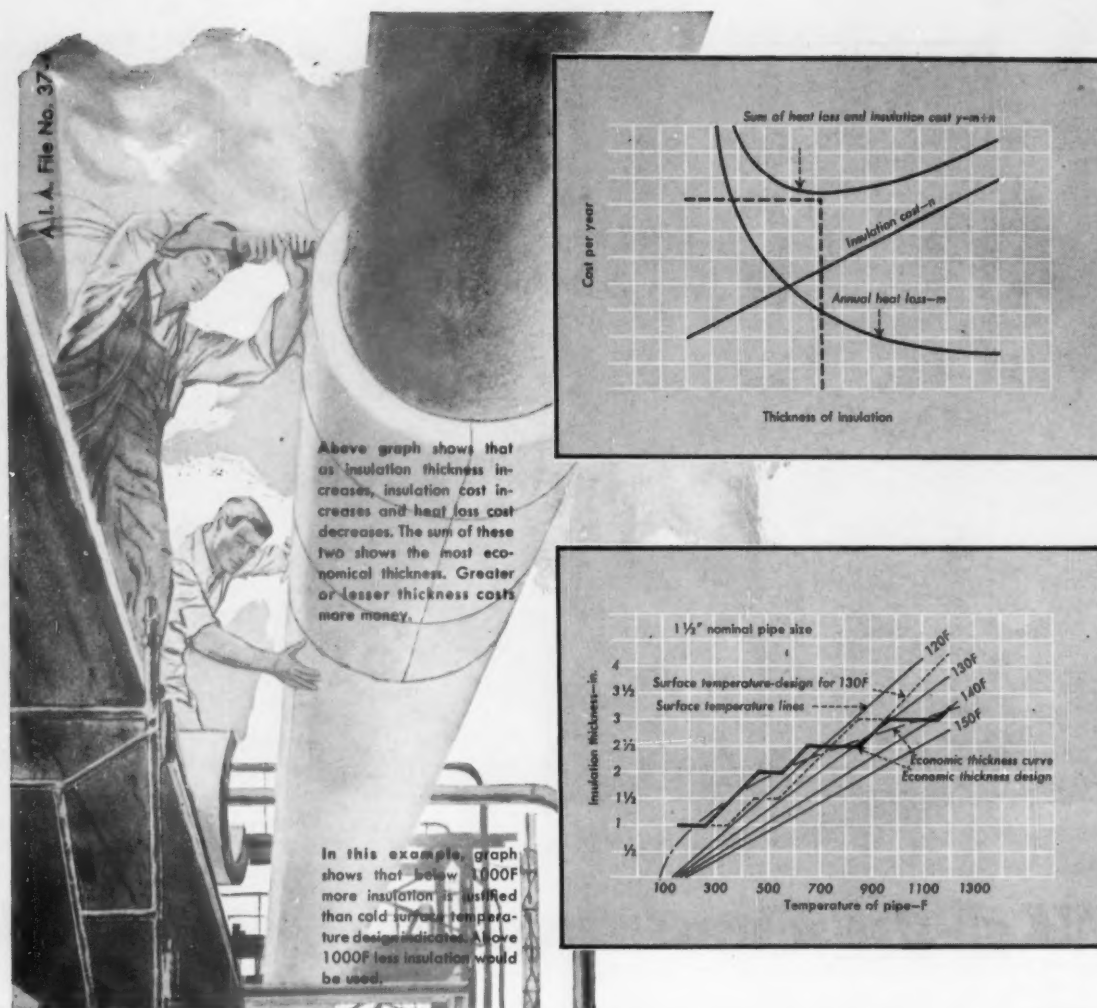 A. I. A. File No. 37-
Sum of heat loss and insulation cost y=m+n
Cost per year
Insulation cost—n
Annual heat loss—m
Thickness of insulation
Above graph shows that
as insulation thickness in-
creases, insulation cost in-
creases and heat loss cost
decreases. The sum of these
two shows the most eco-
nomical thickness. Greater
or lesser thickness costs
more money.
1½" nominal pipe size
Insulation thickness—in.
4
3½
3
2½
2
1½
1
½
Surface temperature-design for 130F
Surface temperature lines
120F
130F
140F
150F
Economic thickness curve
Economic thickness design
100 300 500 700 900 1100 1300
Temperature of pipe—F
In this example, graph
shows that below 1000F
more insulation is justified
than cold surface tempera-
ture design indicates. Above
1000F less insulation would
be used.